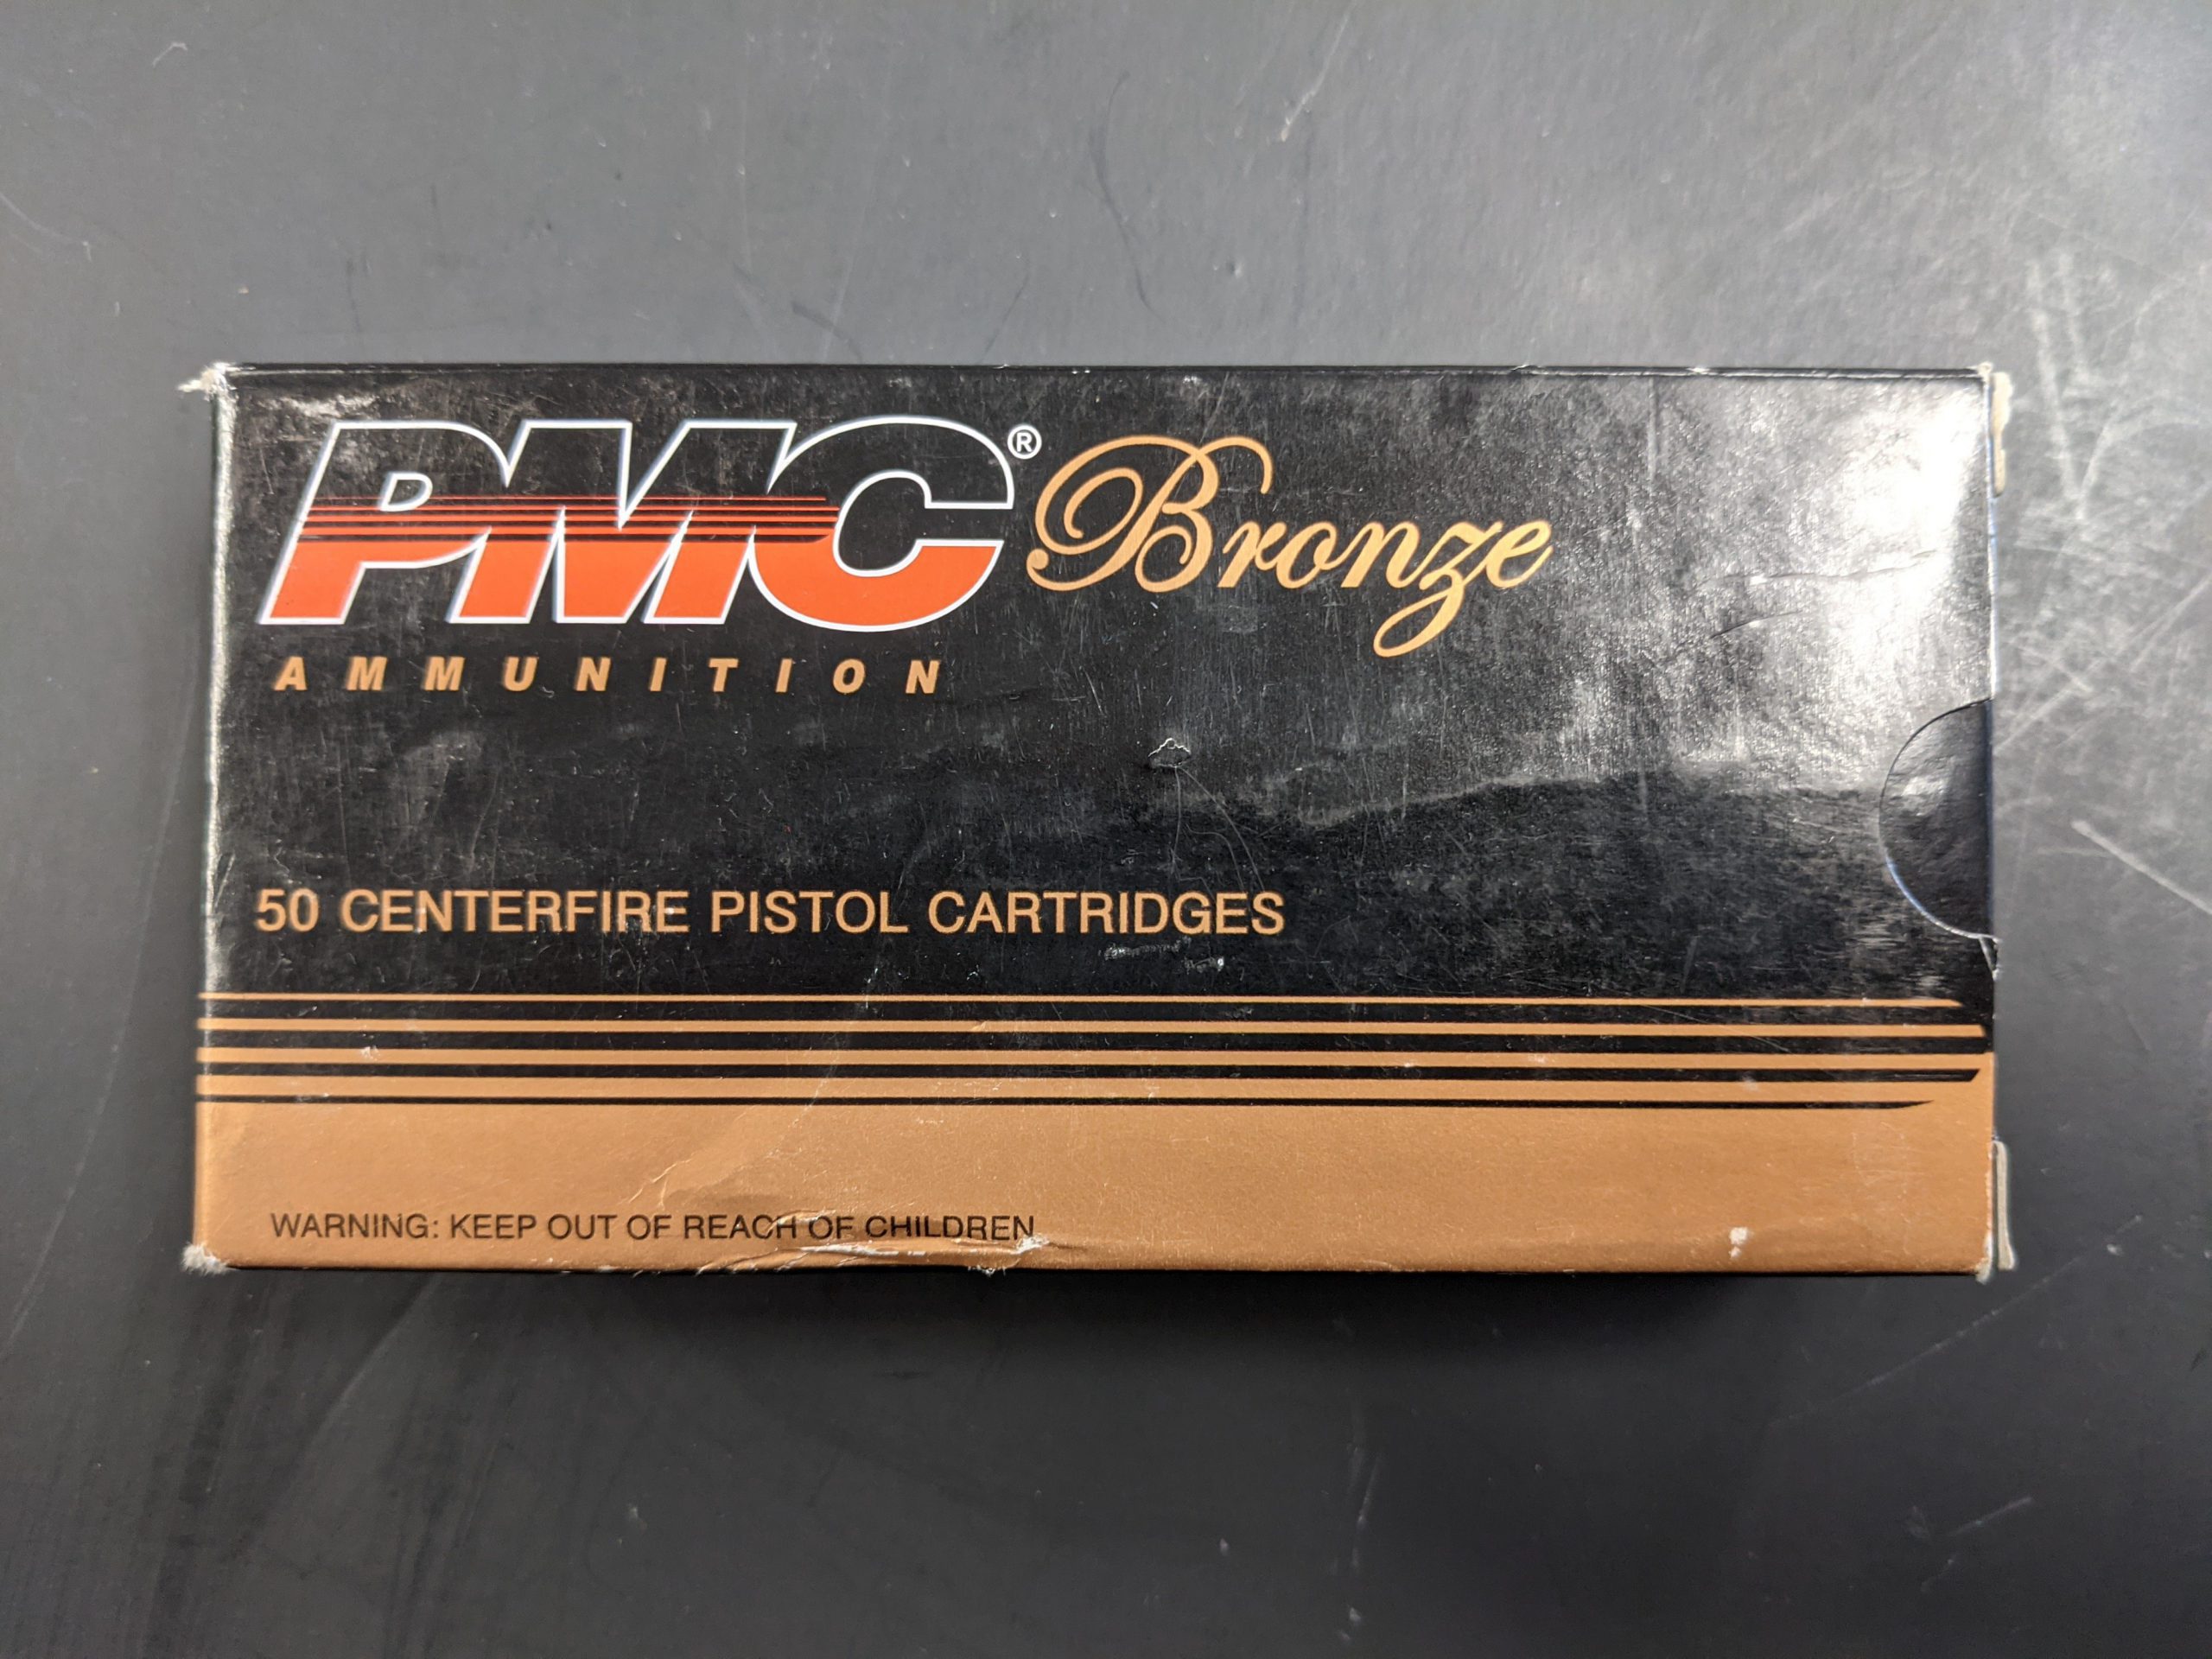 PMC® Bronze
AMMUNITION
50 CENTERFIRE PISTOL CARTRIDGES
WARNING: KEEP OUT OF REACH OF CHILDREN